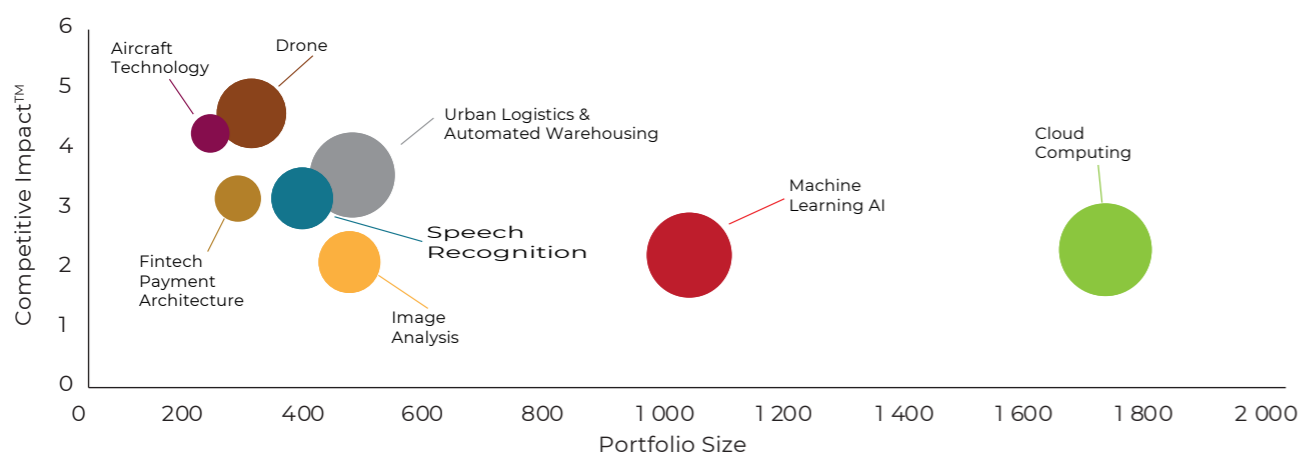 6
5
4
3
2
1
0
Competitive Impact™
Aircraft
Technology
Drone
Urban Logistics &
Automated Warehousing
Cloud
Computing
Machine
Learning AI
Speech
Recognition
Fintech
Payment
Architecture
Image
Analysis
0 200 400 600 800 1 000 1 200 1 400 1 600 1 800 2 000
Portfolio Size